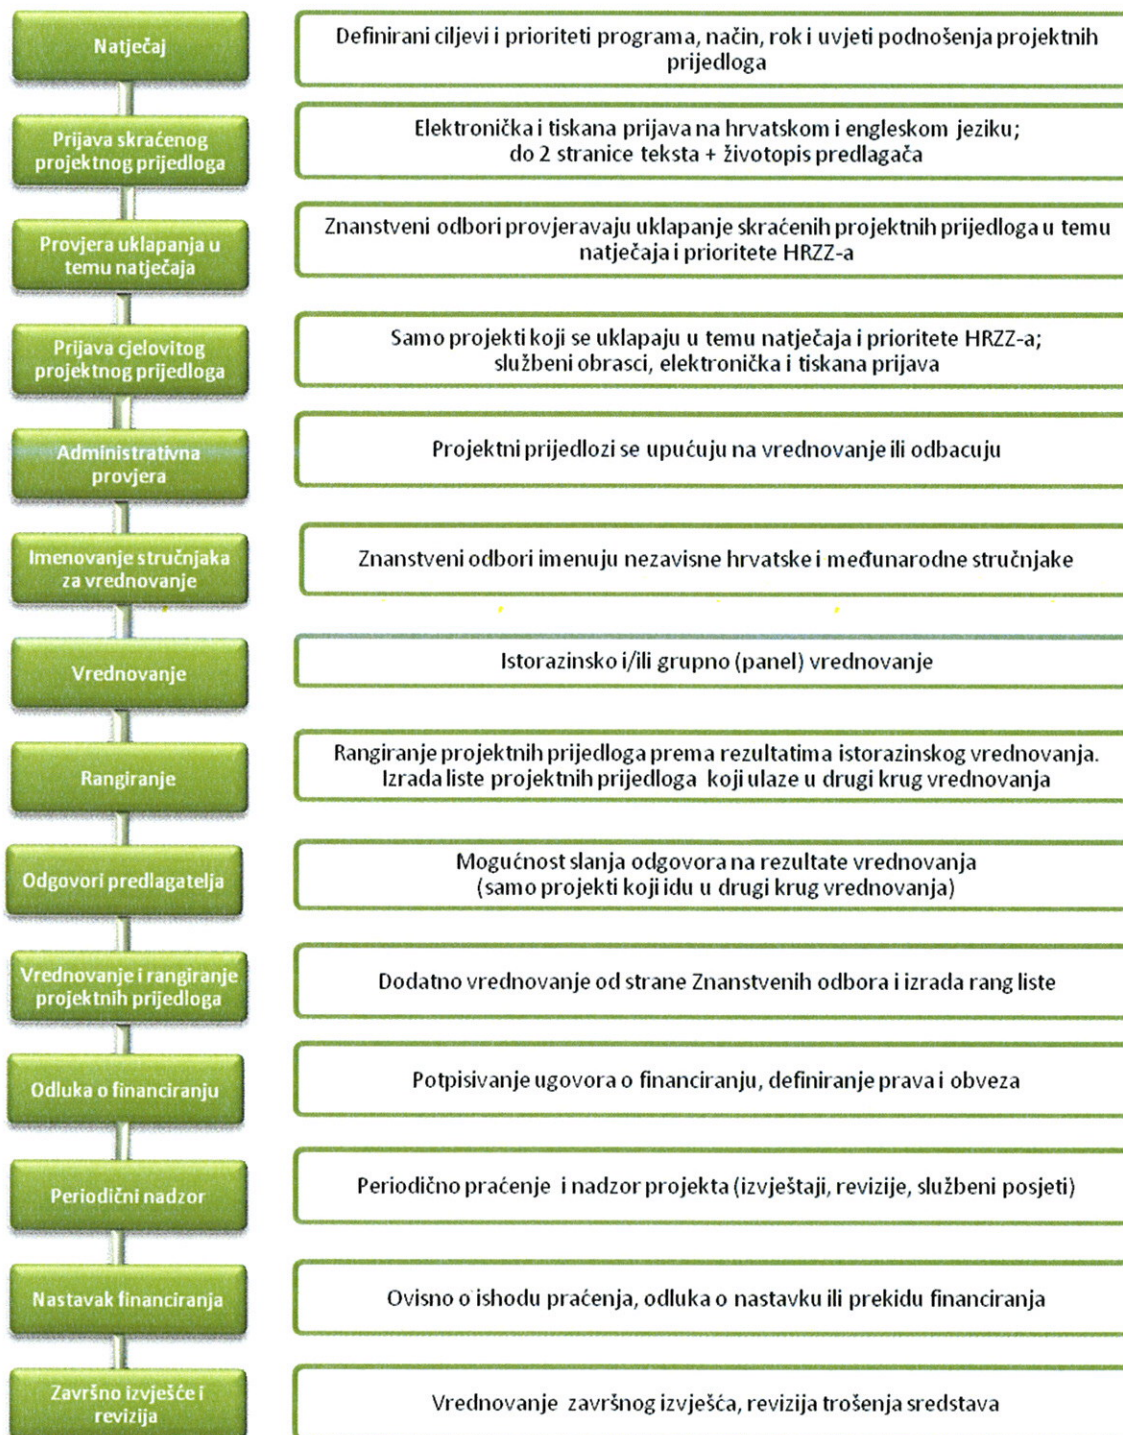 Natječaj
Definirani ciljevi i prioriteti programa, način, rok i uvjeti podnošenja projektnih
prijedloga
Prijava skraćenog
projektnog prijedloga
Elektronička i tiskana prijava na hrvatskom i engleskom jeziku;
do 2 stranice teksta + životopis predlagača
Provjera uklapanja u
temu natječaja
Znanstveni odbori provjeravaju uklapanje skraćenih projektnih prijedloga u temu
natječaja i prioritete HRZZ-a
Prijava cjelovitog
projektnog prijedloga
Samo projekti koji se uklapaju u temu natječaja i prioritete HRZZ-a;
službeni obrasci, elektronička i tiskana prijava
Administrativna
provjera
Projektni prijedlozi se upućuju na vrednovanje ili odbacuju
Imenovanje stručnjaka
za vrednovanje
Znanstveni odbori imenuju nezavisne hrvatske i međunarodne stručnjake
Vrednovanje
Istorazinsko i/ili grupno (panel) vrednovanje
Rangiranje
Rangiranje projektnih prijedloga prema rezultatima istorazinskog vrednovanja.
Izrada liste projektnih prijedloga koji ulaze u drugi krug vrednovanja
Odgovori predlagatelja
Mogućnost slanja odgovora na rezultate vrednovanja
(samo projekti koji idu u drugi krug vrednovanja)
Vrednovanje i rangiranje
projektnih prijedloga
Dodatno vrednovanje od strane Znanstvenih odbora i izrada rang liste
Odluka o financiranju
Potpisivanje ugovora o financiranju, definiranje prava i obveza
Periodični nadzor
Periodično praćenje i nadzor projekta (izvještaji, revizije, službeni posjeti)
Nastavak financiranja
Ovisno o ishodu praćenja, odluka o nastavku ili prekidu financiranja
Završno izvješće i
revizija
Vrednovanje završnog izvješća, revizija trošenja sredstava